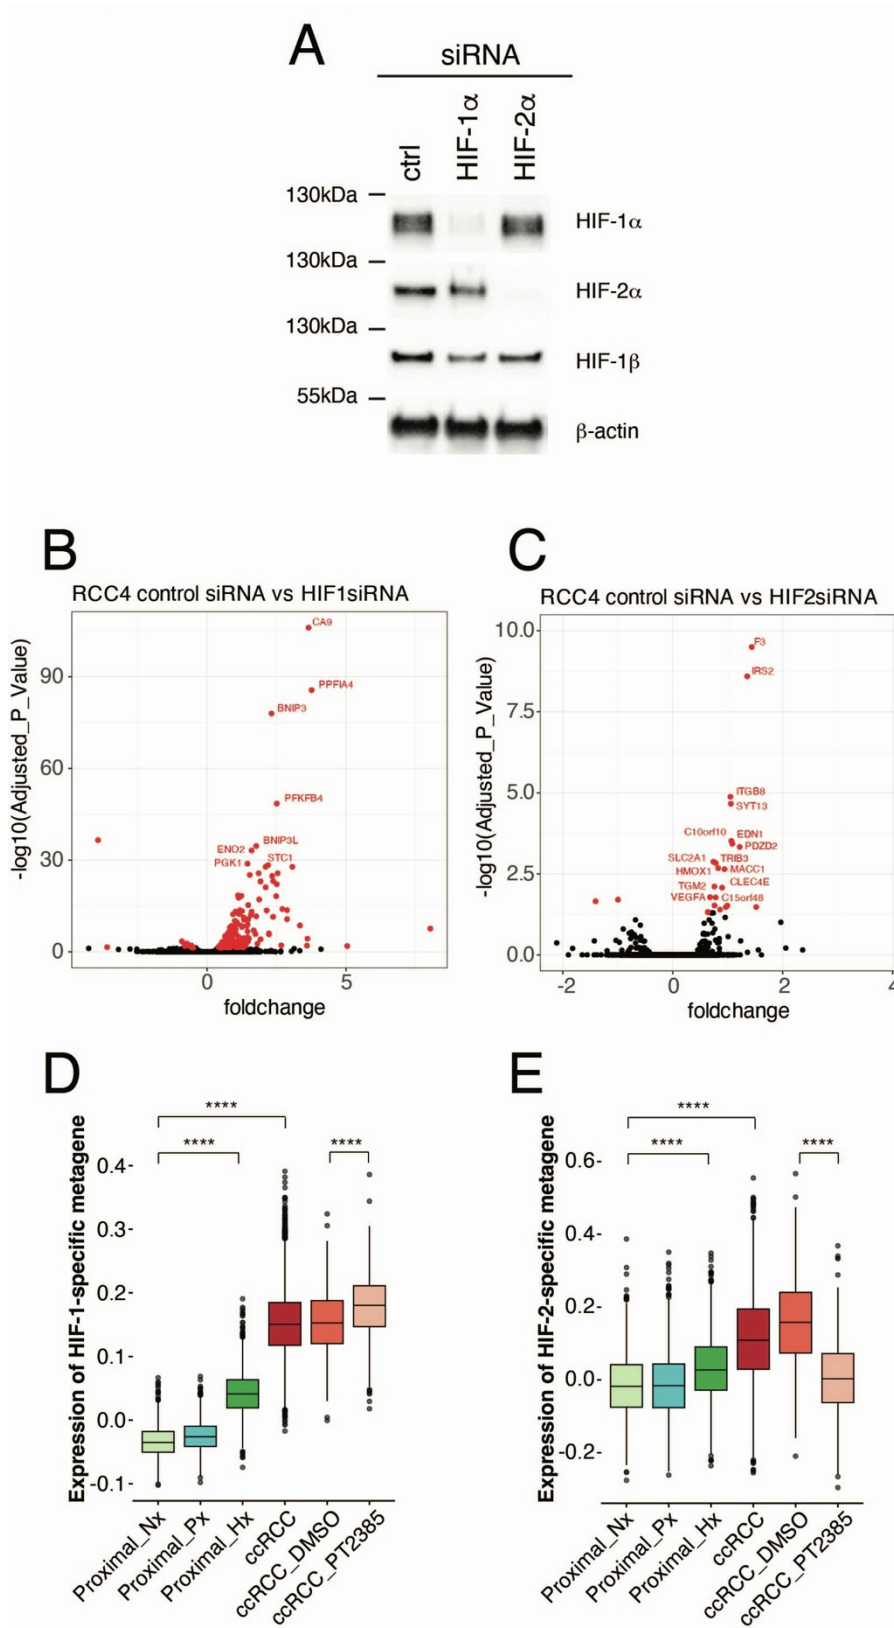 A
siRNA
ctrl
HIF-1α
HIF-2α
130kDa
HIF-1α
130kDa
HIF-2α
130kDa
HIF-1β
55kDa
β-actin
B
RCC4 control siRNA vs HIF1siRNA
-log10(Adjusted_P_Value)
90
60
30
0
CA9
PPFIA4
BNIP3
PFKFB4
ENO2
BNIP3L
PGK1
STC1
0
5
foldchange
C
RCC4 control siRNA vs HIF2siRNA
-log10(Adjusted_P_Value)
10.0
7.5
5.0
2.5
0.0
F3
IRS2
ITGB8
SYT13
C10orf10
EDN1
PDZD2
SLC2A1
TRIB3
HMOX1
MACC1
TGM2
CLEC4E
VEGFA
C15orf48
-2
0
2
4
foldchange
D
Expression of HIF-1-specific metagene
0.4-
0.3-
0.2-
0.1-
0.0-
-0.1-
****
****
****
Proximal_Nx
Proximal_Px
Proximal_Hx
ccRCC
ccRCC_DMSO
ccRCC_PT2385
E
Expression of HIF-2-specific metagene
0.6-
0.4-
0.2-
0.0-
-0.2-
****
****
****
Proximal_Nx
Proximal_Px
Proximal_Hx
ccRCC
ccRCC_DMSO
ccRCC_PT2385